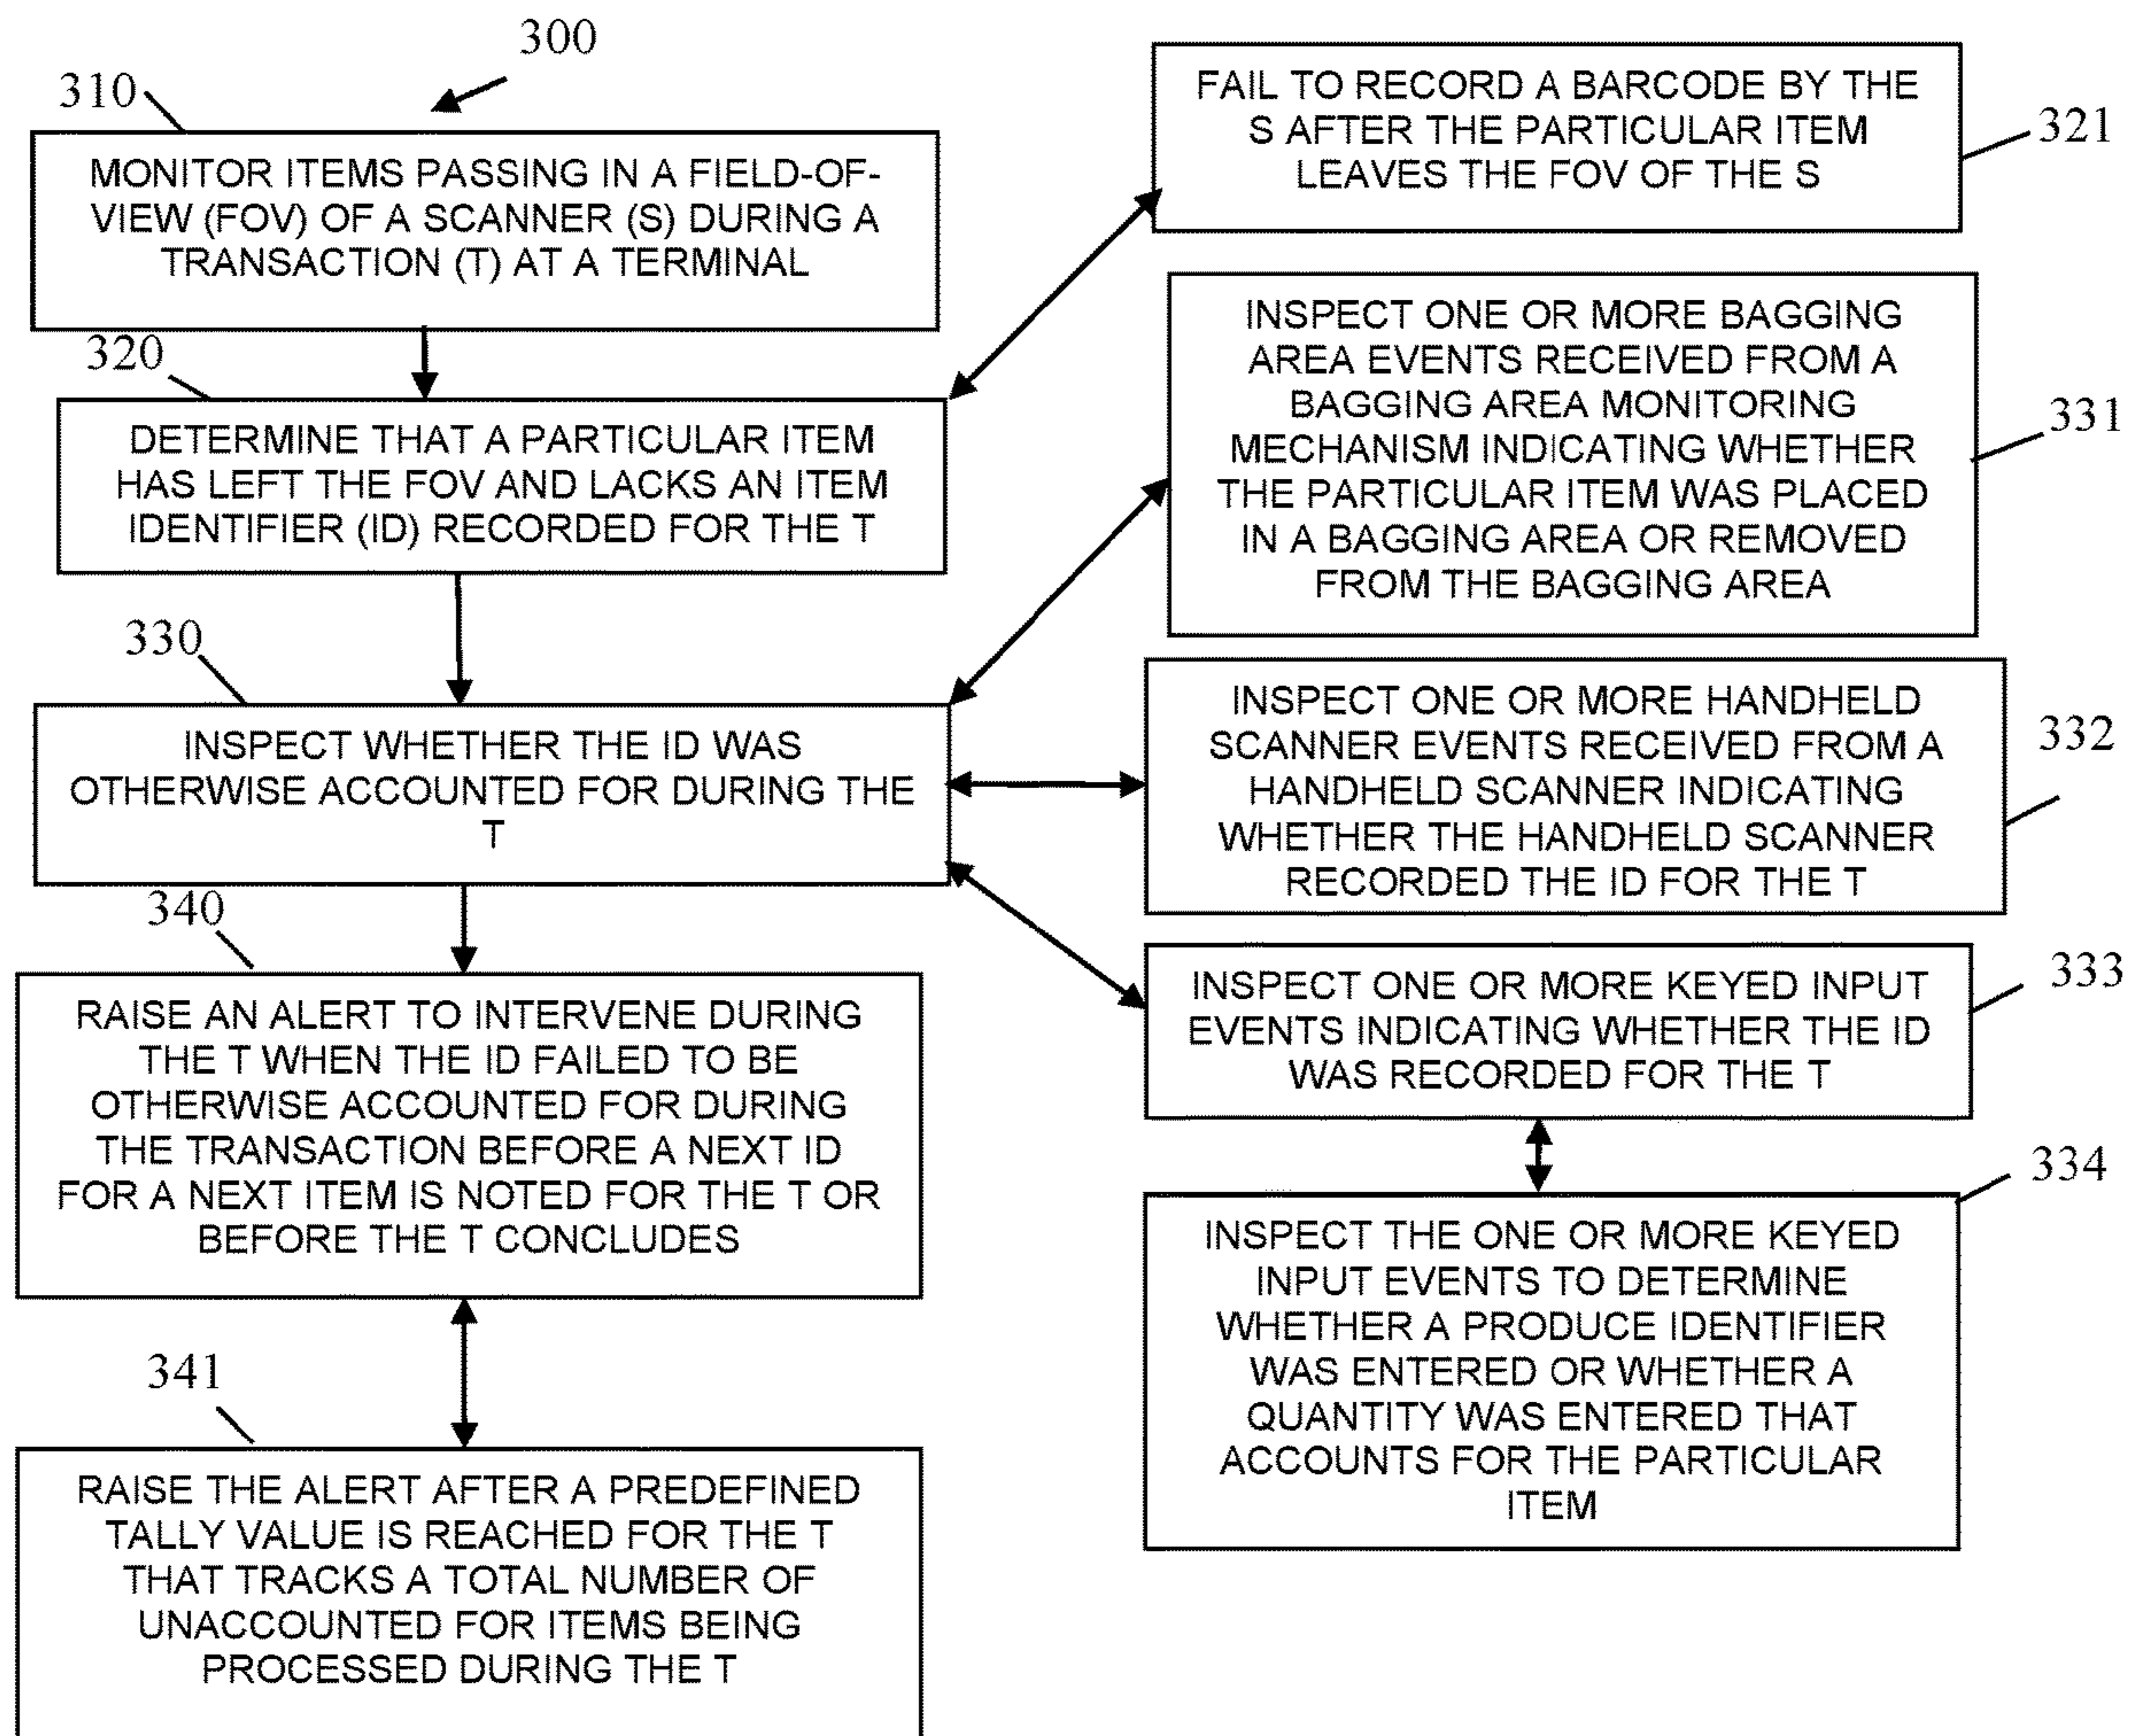 300
310
MONITOR ITEMS PASSING IN A FIELD-OF-
VIEW (FOV) OF A SCANNER (S) DURING A
TRANSACTION (T) AT A TERMINAL
320
DETERMINE THAT A PARTICULAR ITEM
HAS LEFT THE FOV AND LACKS AN ITEM
IDENTIFIER (ID) RECORDED FOR THE T
330
INSPECT WHETHER THE ID WAS
OTHERWISE ACCOUNTED FOR DURING THE
T
340
RAISE AN ALERT TO INTERVENE DURING
THE T WHEN THE ID FAILED TO BE
OTHERWISE ACCOUNTED FOR DURING
THE TRANSACTION BEFORE A NEXT ID
FOR A NEXT ITEM IS NOTED FOR THE T OR
BEFORE THE T CONCLUDES
341
RAISE THE ALERT AFTER A PREDEFINED
TALLY VALUE IS REACHED FOR THE T
THAT TRACKS A TOTAL NUMBER OF
UNACCOUNTED FOR ITEMS BEING
PROCESSED DURING THE T
FAIL TO RECORD A BARCODE BY THE
S AFTER THE PARTICULAR ITEM
LEAVES THE FOV OF THE S
321
INSPECT ONE OR MORE BAGGING
AREA EVENTS RECEIVED FROM A
BAGGING AREA MONITORING
MECHANISM INDICATING WHETHER
THE PARTICULAR ITEM WAS PLACED
IN A BAGGING AREA OR REMOVED
FROM THE BAGGING AREA
331
INSPECT ONE OR MORE HANDHELD
SCANNER EVENTS RECEIVED FROM A
HANDHELD SCANNER INDICATING
WHETHER THE HANDHELD SCANNER
RECORDED THE ID FOR THE T
332
INSPECT ONE OR MORE KEYED INPUT
EVENTS INDICATING WHETHER THE ID
WAS RECORDED FOR THE T
333
INSPECT THE ONE OR MORE KEYED
INPUT EVENTS TO DETERMINE
WHETHER A PRODUCE IDENTIFIER
WAS ENTERED OR WHETHER A
QUANTITY WAS ENTERED THAT
ACCOUNTS FOR THE PARTICULAR
ITEM
334